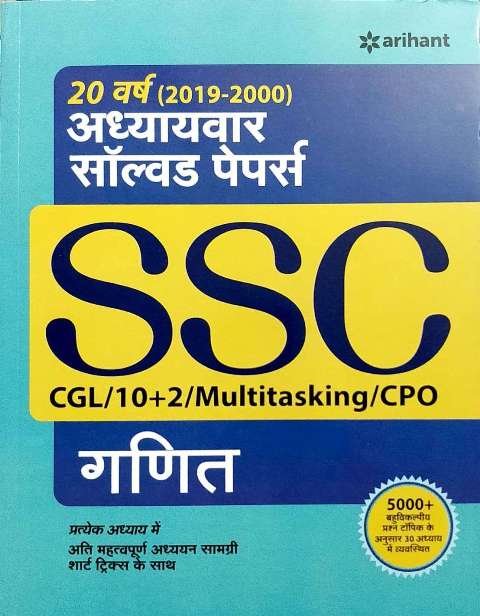 arihant
20 वर्ष (2019-2000)
अध्यायवार
सॉल्वड पेपर्स
SSC
CGL/10+2/Multitasking/CPO
गणित
प्रत्येक अध्याय में
अति महत्वपूर्ण अध्ययन सामग्री
शार्ट ट्रिक्स के साथ
5000+
बहुविकल्पीय
प्रश्न टॉपिक के
अनुसार 30 अध्याय
में व्यवस्थित